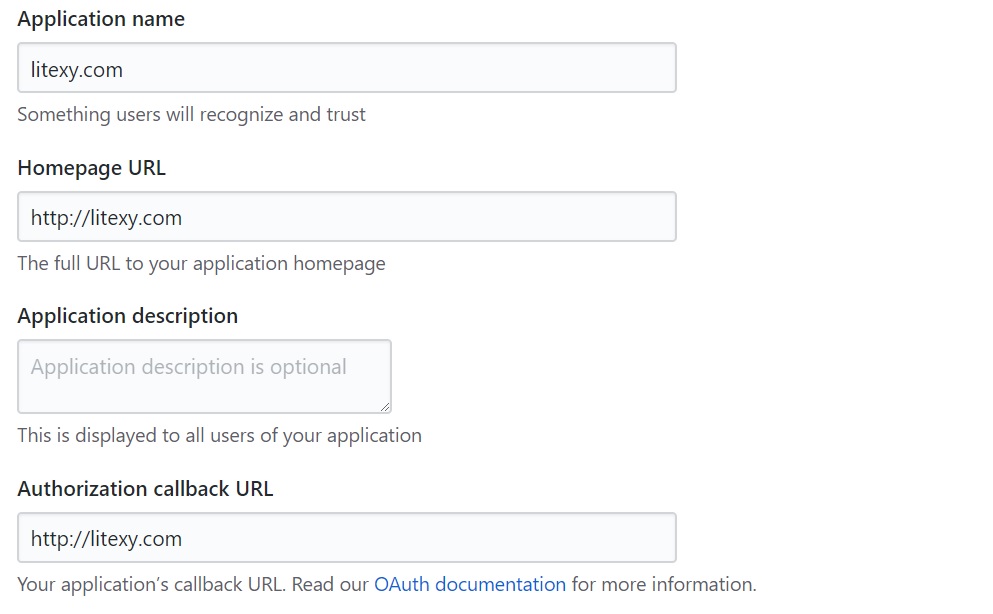 Application name
litexy.com
Something users will recognize and trust
Homepage URL
http://litexy.com
The full URL to your application homepage
Application description
Application description is optional
This is displayed to all users of your application
Authorization callback URL
http://litexy.com
Your application’s callback URL. Read our OAuth documentation for more information.